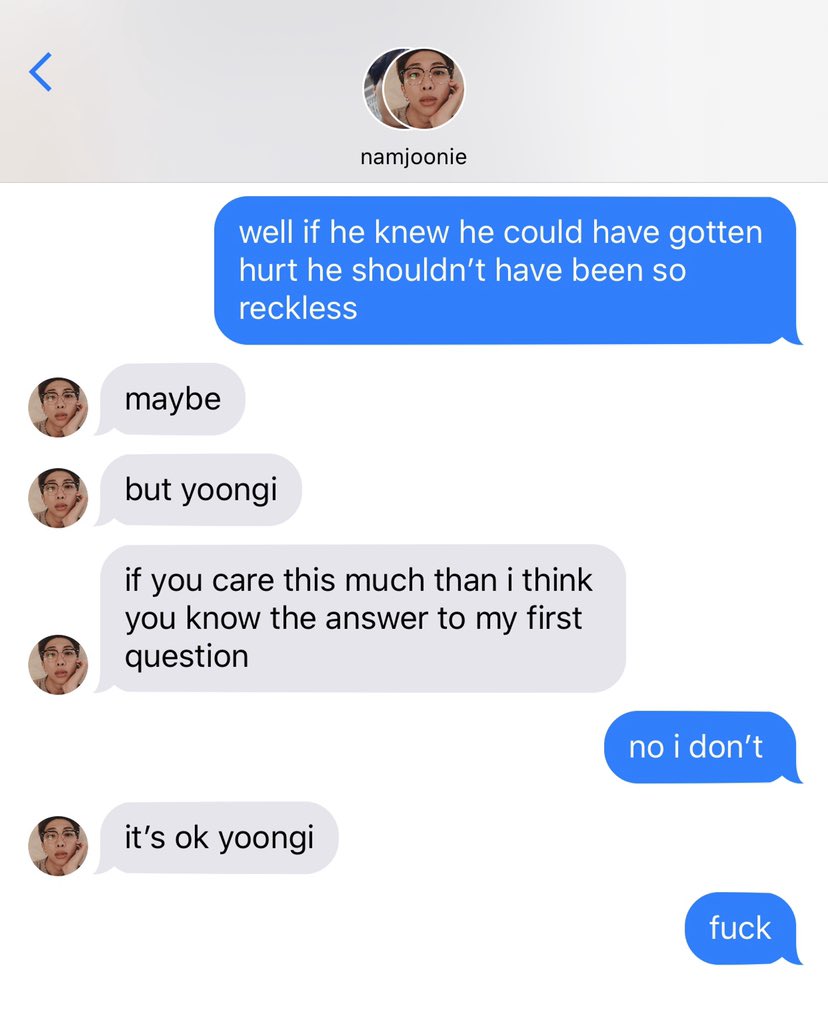 namjoonie
well if he knew he could have gotten
hurt he shouldn’t have been so
reckless
maybe
but yoongi
if you care this much than i think
you know the answer to my first
question
no i don’t
it’s ok yoongi
fuck